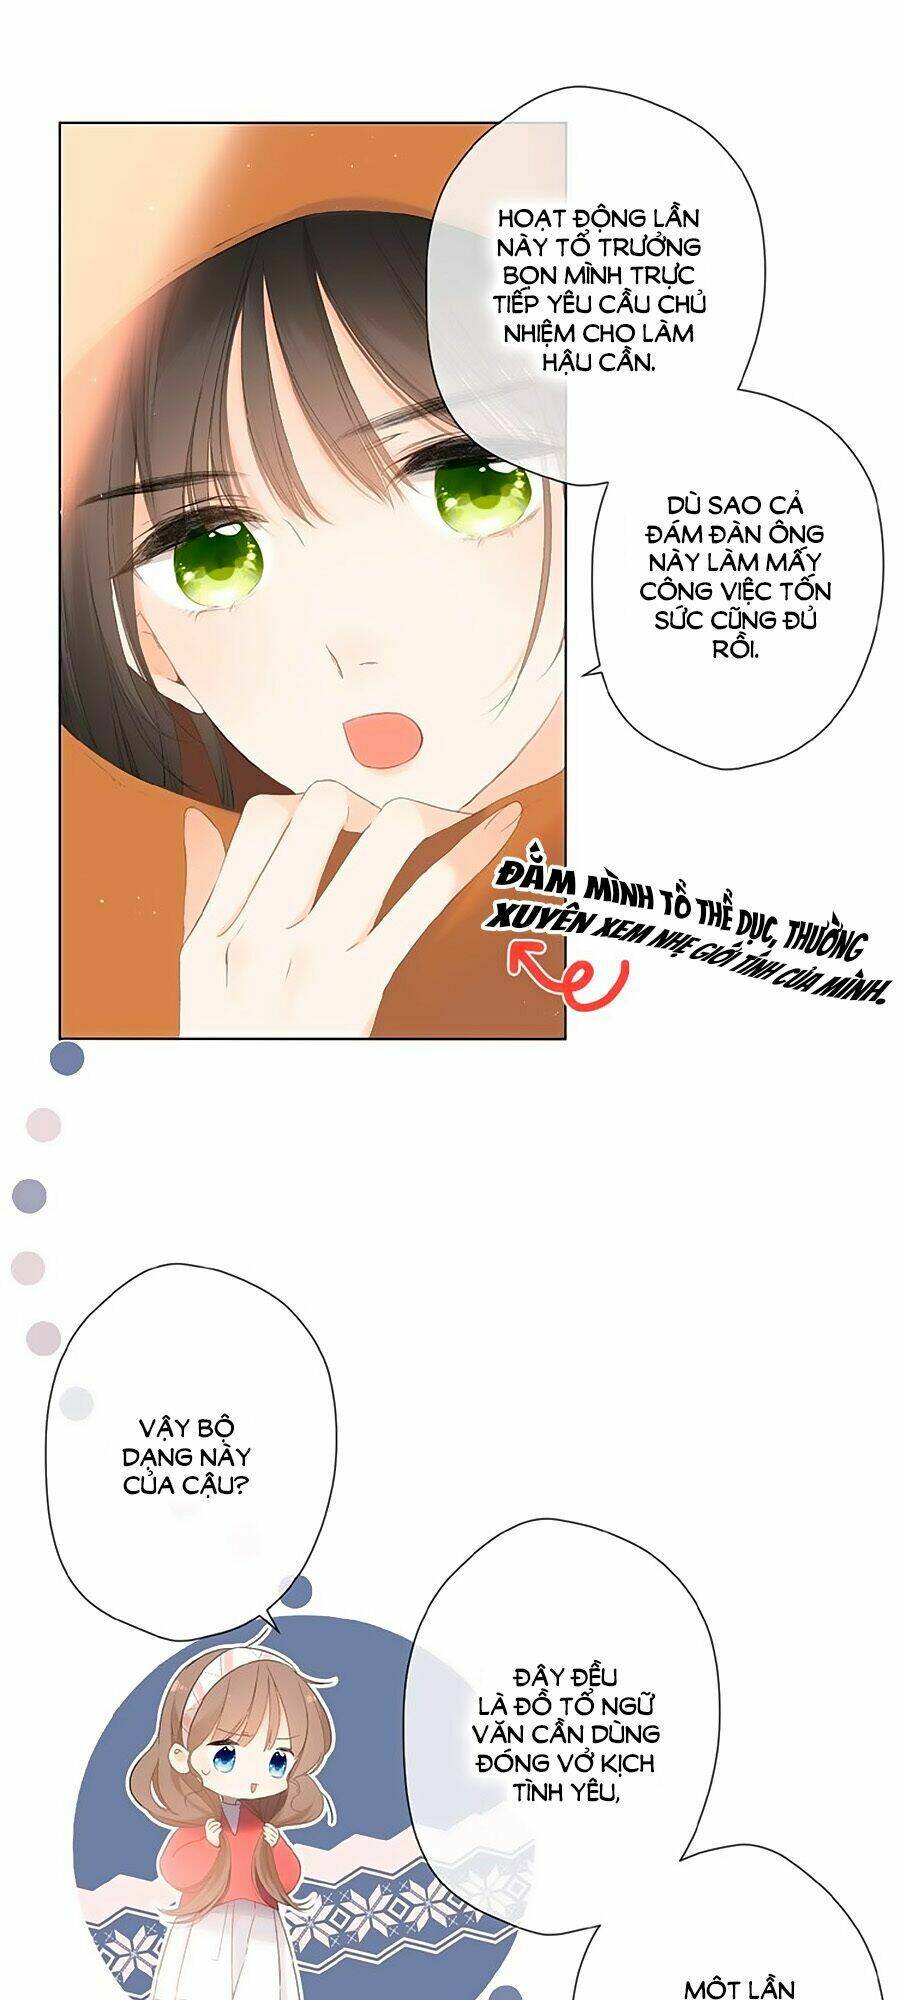 HOẠT ĐỘNG LẦN
NÀY TỔ TRƯỞNG
BỌN MÌNH TRỰC
TIẾP YÊU CẦU CHỦ
NHIỆM CHO LÀM
HẬU CẦN.
DÙ SAO CẢ
ĐÁM ĐÀN ÔNG
NÀY LÀM MẤY
CÔNG VIỆC TỐN
SỨC CŨNG ĐỦ
RỒI.
ĐẰM MÌNH TỔ THỂ DỤC, THƯỜNG
XUYÊN XEM NHẸ GIỚI TÍNH CỦA MÌNH.
VẬY BỘ
DẠNG NÀY
CỦA CẬU?
ĐÂY ĐỀU
LÀ ĐỒ TỔ NGỮ
VĂN CẦN DÙNG
ĐÓNG VỞ KỊCH
TÌNH YÊU,
MỘT LẦN